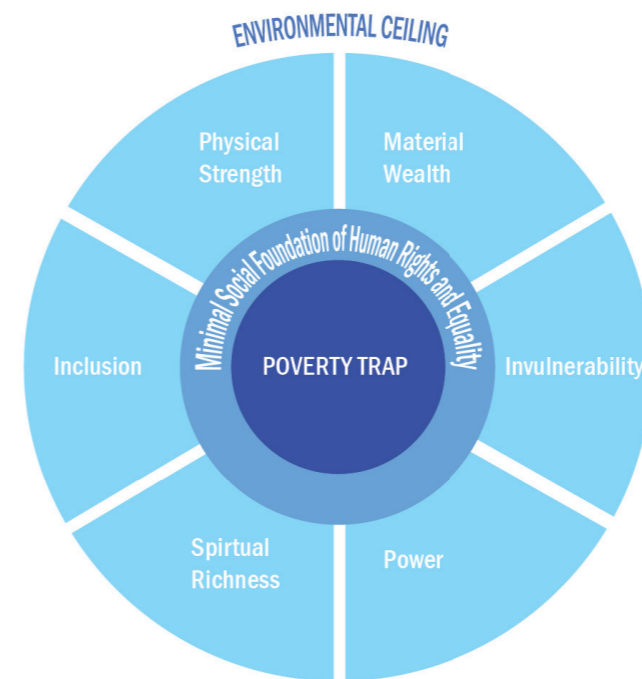 ENVIRONMENTAL CEILING
Physical
Strength
Material
Wealth
Minimal Social Foundation of Human Rights and Equality
Inclusion
POVERTY TRAP
Invulnerability
Spirtual
Richness
Power